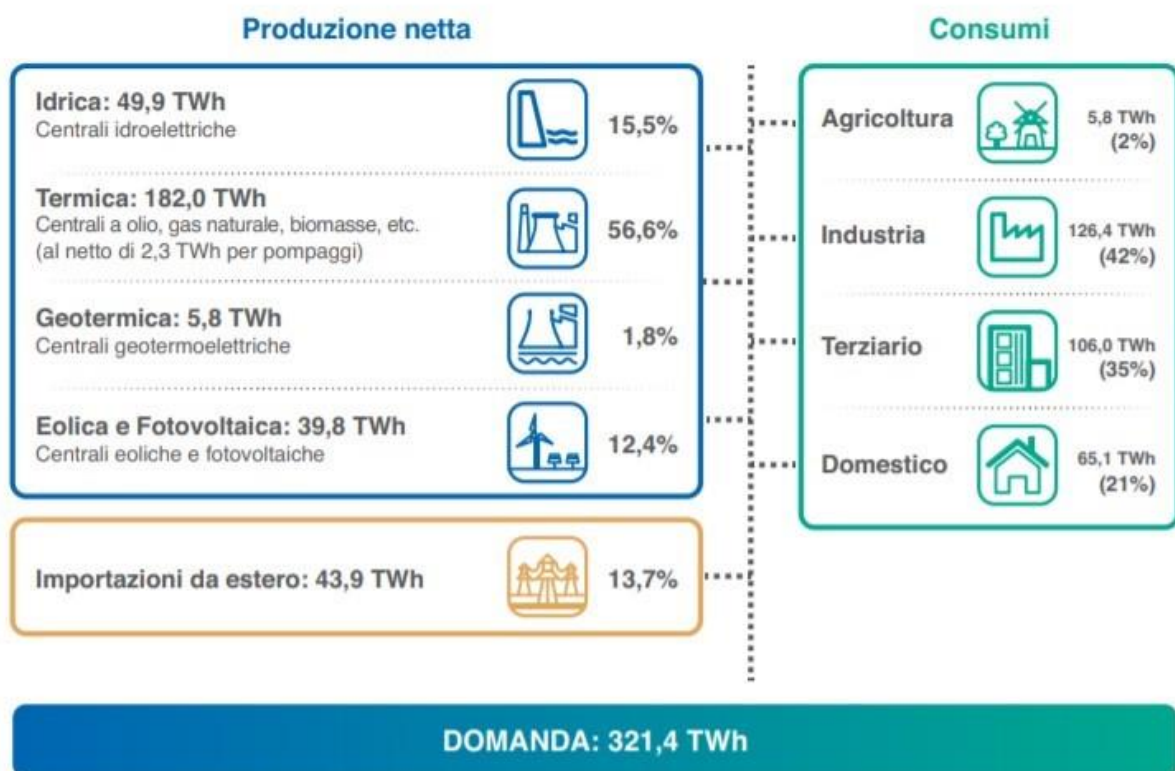 Produzione netta
Idrica: 49,9 TWh
Centrali idroelettriche
15,5%
Termica: 182,0 TWh
Centrali a olio, gas naturale, biomasse, etc.
(al netto di 2,3 TWh per pompaggi)
56,6%
Geotermica: 5,8 TWh
Centrali geotermoelettriche
1,8%
Eolica e Fotovoltaica: 39,8 TWh
Centrali eoliche e fotovoltaiche
12,4%
Importazioni da estero: 43,9 TWh
13,7%
Consumi
Agricoltura
5,8 TWh
(2%)
Industria
126,4 TWh
(42%)
Terziario
106,0 TWh
(35%)
Domestico
65,1 TWh
(21%)
DOMANDA: 321,4 TWh